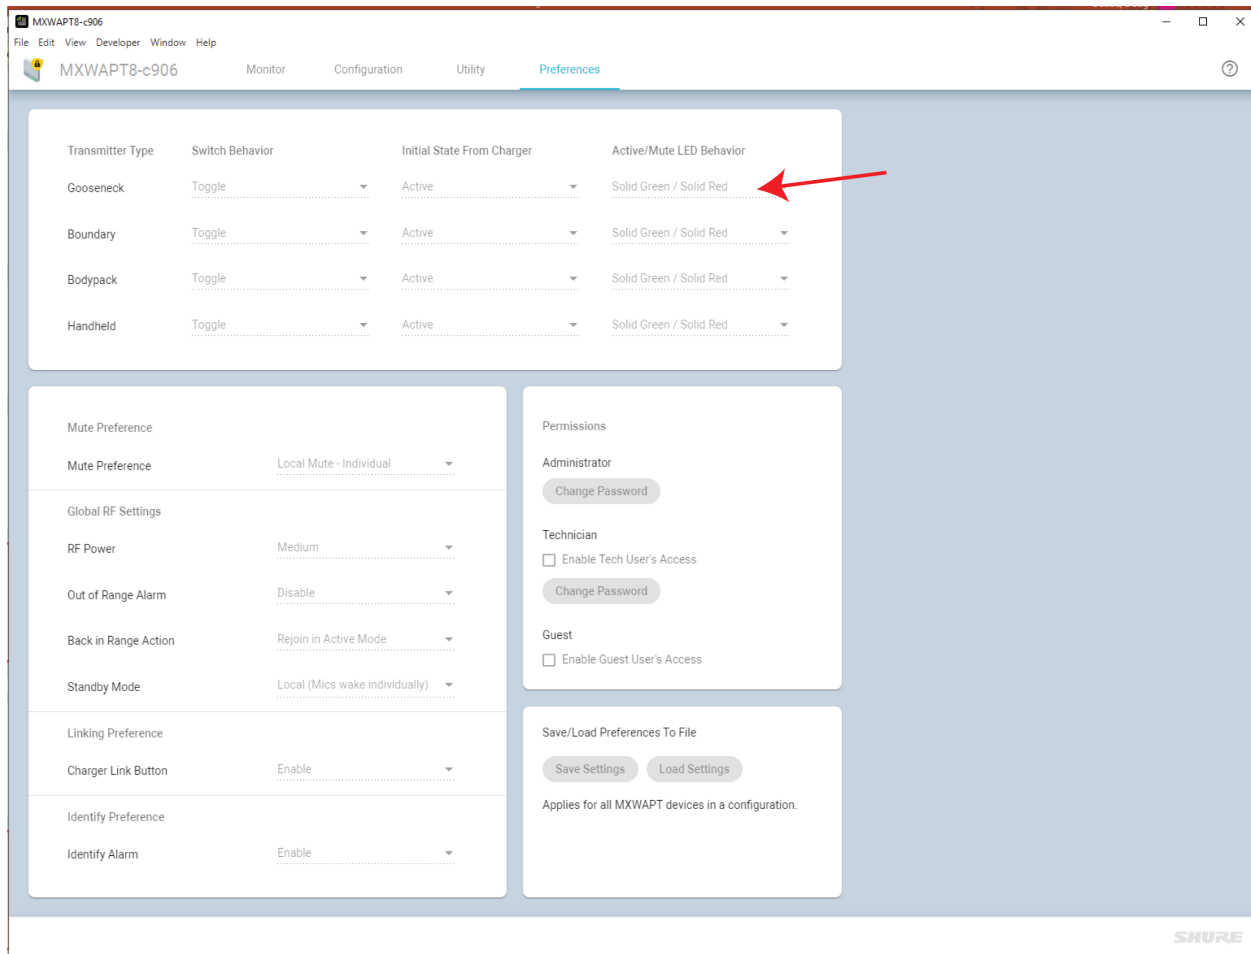 MXWAPT8-c906
File Edit View Developer Window Help
MXWAPT8-c906 Monitor Configuration Utility Preferences
Transmitter Type Switch Behavior Initial State From Charger Active/Mute LED Behavior
Gooseneck Toggle Active Solid Green / Solid Red
Boundary Toggle Active Solid Green / Solid Red
Bodypack Toggle Active Solid Green / Solid Red
Handheld Toggle Active Solid Green / Solid Red
Mute Preference
Mute Preference Local Mute - Individual
Global RF Settings
RF Power Medium
Out of Range Alarm Disable
Back in Range Action Rejoin in Active Mode
Standby Mode Local (Mics wake individually)
Linking Preference
Charger Link Button Enable
Identify Preference
Identify Alarm Enable
Permissions
Administrator
Change Password
Technician
Enable Tech User's Access
Change Password
Guest
Enable Guest User's Access
Save/Load Preferences To File
Save Settings Load Settings
Applies for all MXWAPT devices in a configuration.
SHURE